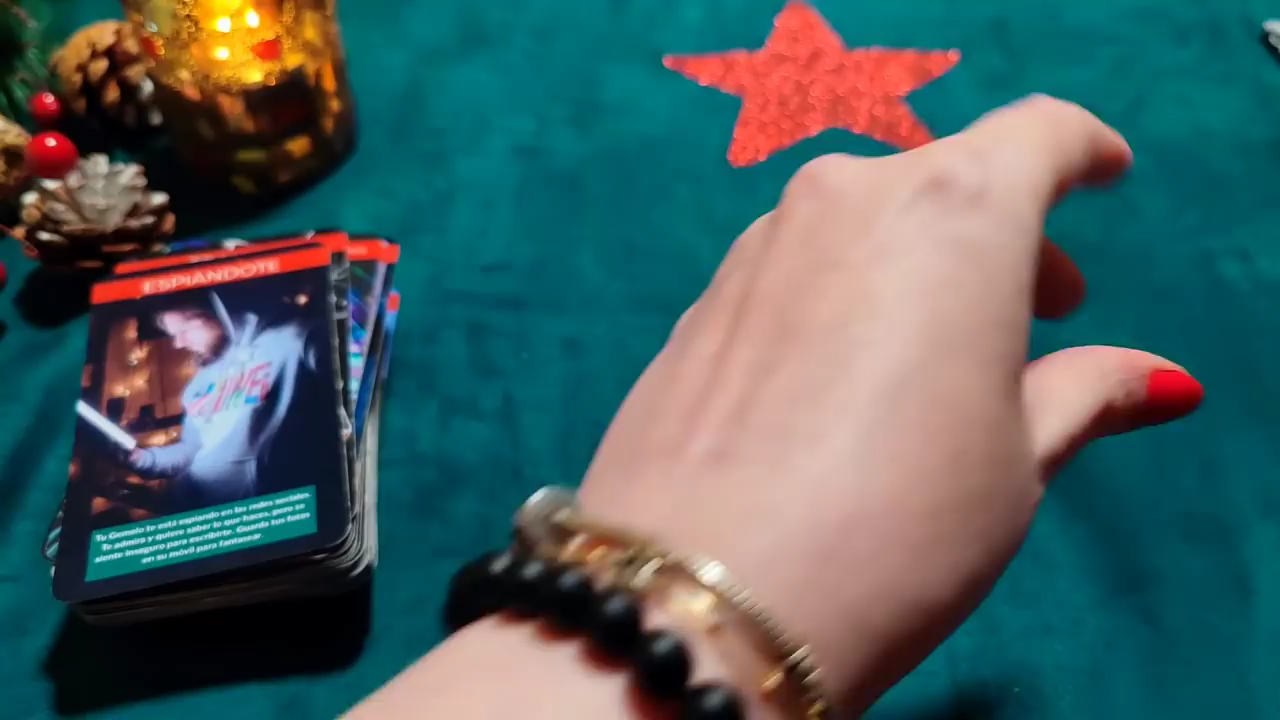 ESPIÁNDOTE
Tu Gemelo te está espiando en las redes sociales.
Te admira y quiere saber lo que haces, pero se
siente inseguro para escribirte. Guarda tus fotos
en su móvil para fantasear.